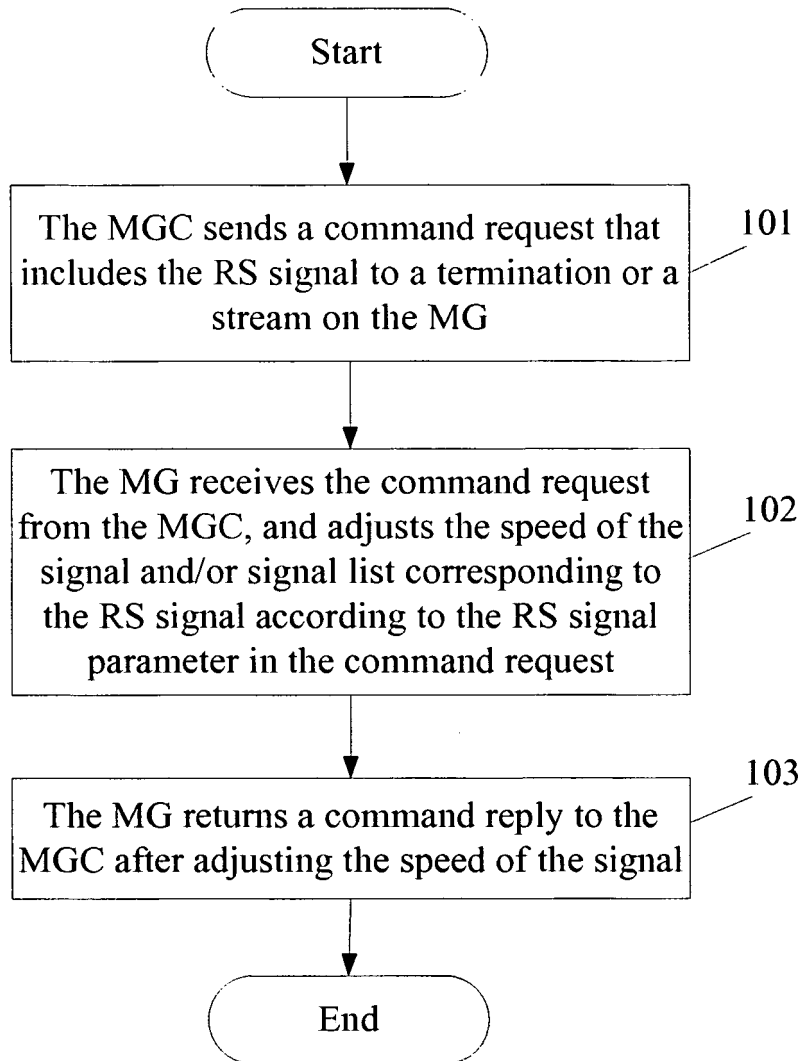 Start
The MGC sends a command request that
includes the RS signal to a termination or a
stream on the MG
101
The MG receives the command request
from the MGC, and adjusts the speed of the
signal and/or signal list corresponding to
the RS signal according to the RS signal
parameter in the command request
102
The MG returns a command reply to the
MGC after adjusting the speed of the signal
103
End